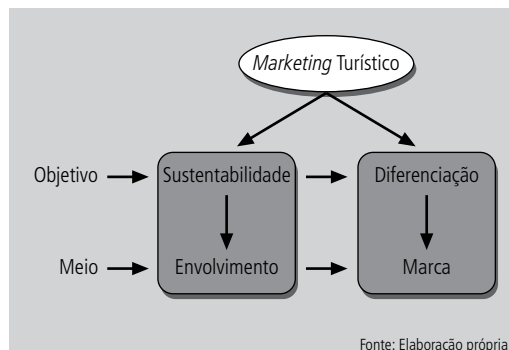 Marketing Turístico
Objetivo Sustentabilidade Diferenciação
Meio Envolvimento Marca
Fonte: Elaboração própria